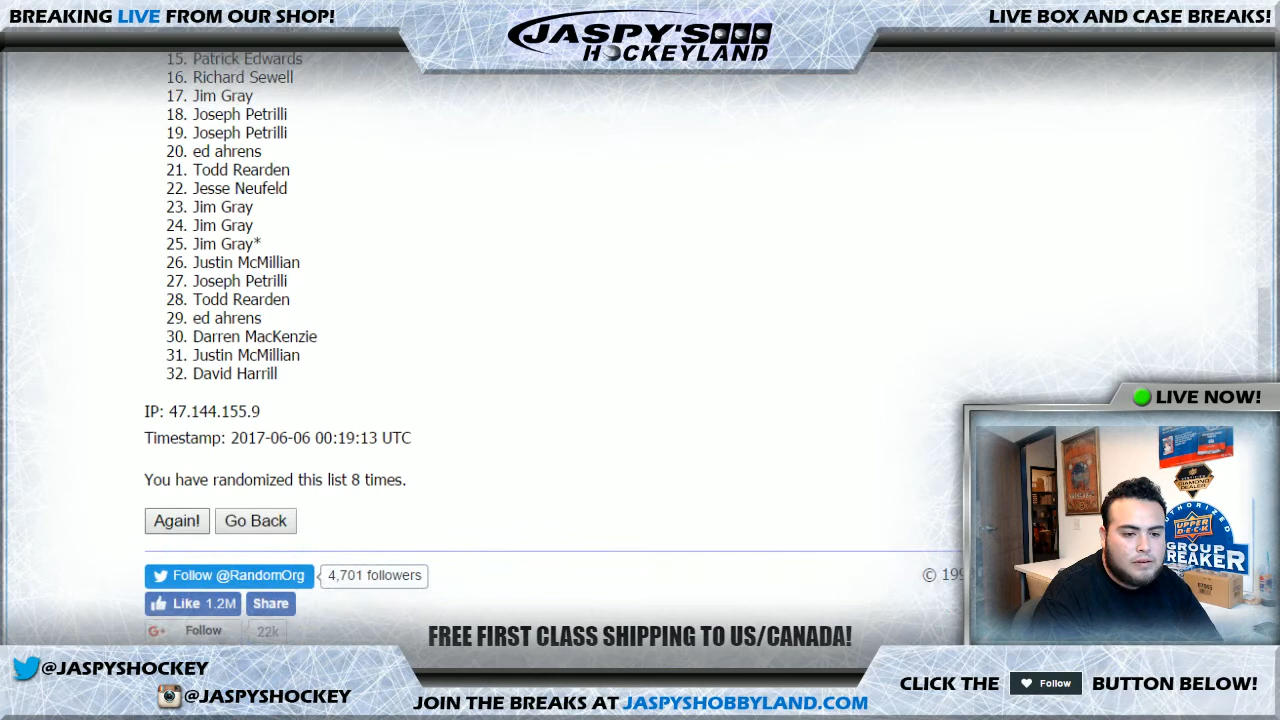 BREAKING LIVE FROM OUR SHOP!
JASPY'S
HOCKEYLAND
LIVE BOX AND CASE BREAKS!
15. Patrick Edwards
16. Richard Sewell
17. Jim Gray
18. Joseph Petrilli
19. Joseph Petrilli
20. ed ahrens
21. Todd Rearden
22. Jesse Neufeld
23. Jim Gray
24. Jim Gray
25. Jim Gray*
26. Justin McMillian
27. Joseph Petrilli
28. Todd Rearden
29. ed ahrens
30. Darren MacKenzie
31. Justin McMillian
32. David Harrill
IP: 47.144.155.9
Timestamp: 2017-06-06 00:19:13 UTC
You have randomized this list 8 times.
Again! Go Back
Follow @RandomOrg 4,701 followers
© 199
Like 1.2M Share
G+ Follow 22k
LIVE NOW!
DIAMOND
DEALER
AUTHORIZED
UPPER
DECK
GROUP
BREAKER
FREE FIRST CLASS SHIPPING TO US/CANADA!
@JASPYSHOCKEY
@JASPYSHOCKEY
JOIN THE BREAKS AT JASPYSHOBBYLAND.COM
CLICK THE Follow BUTTON BELOW!